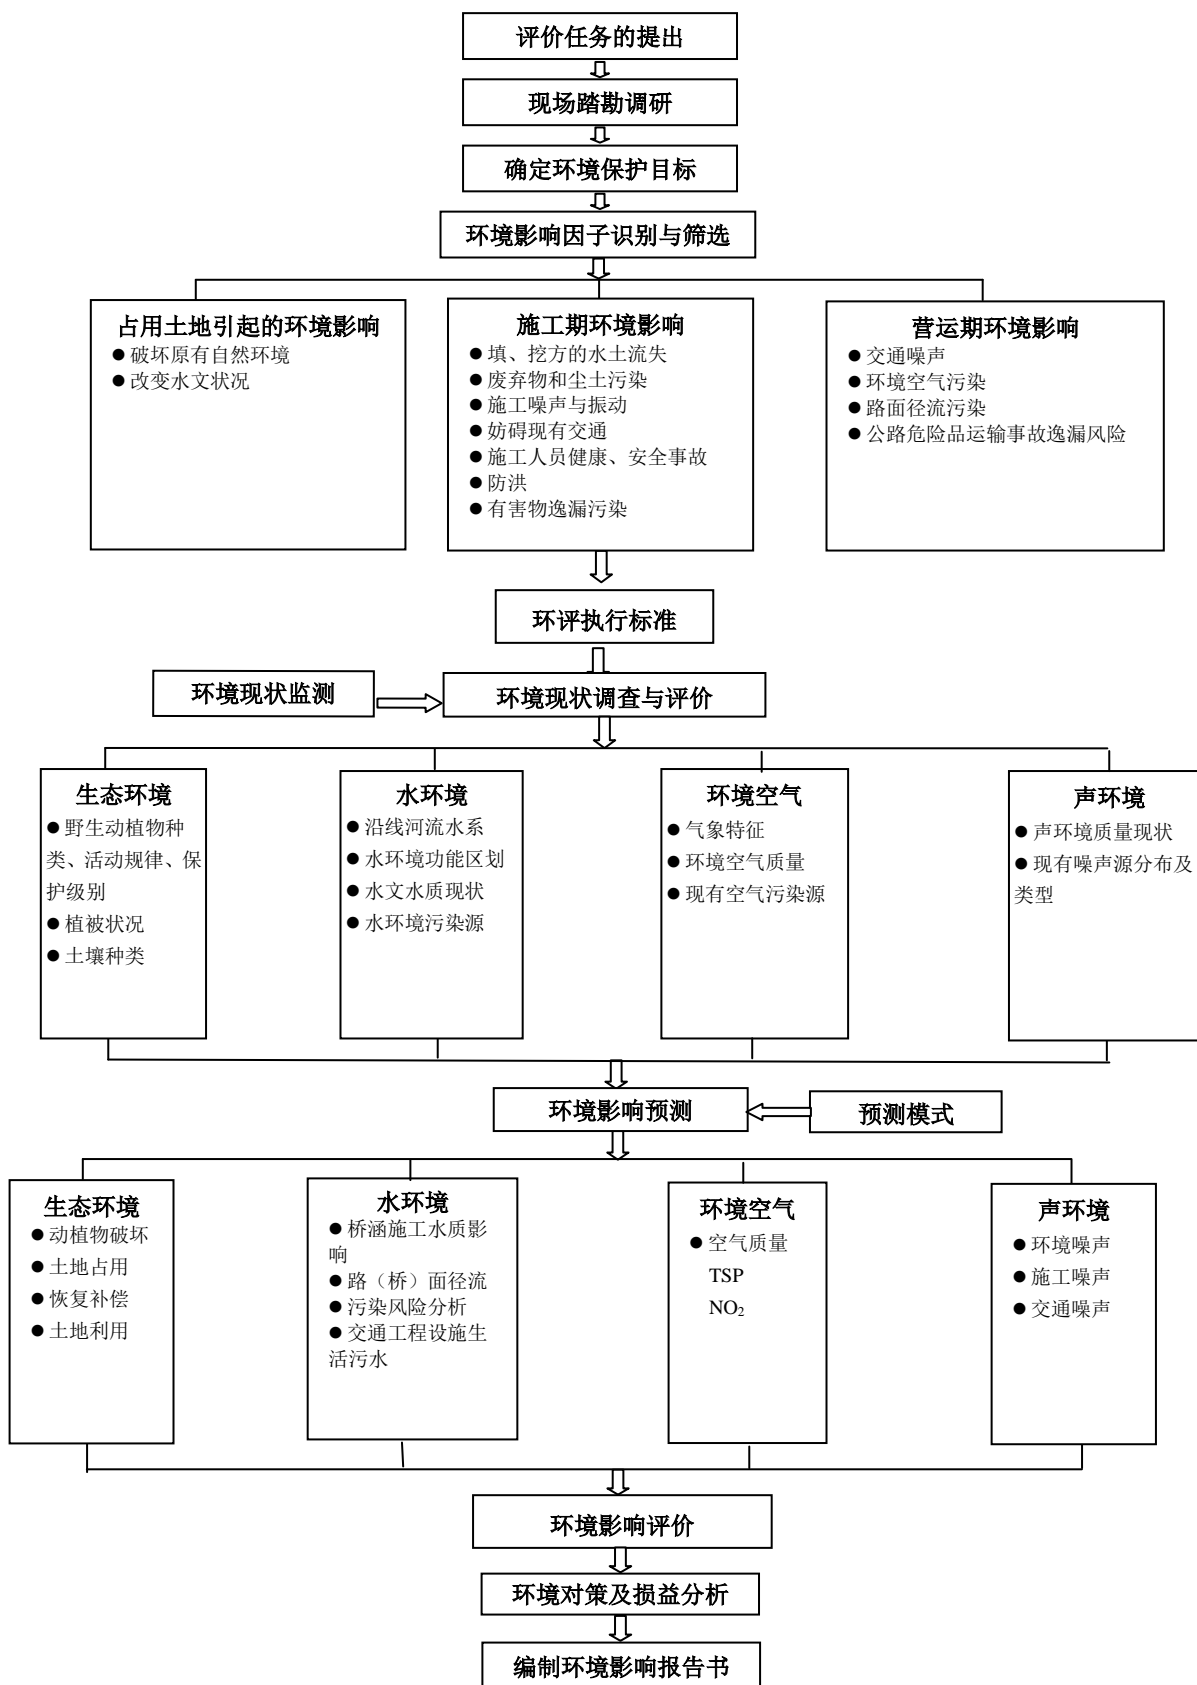 评价任务的提出
现场踏勘调研
确定环境保护目标
环境影响因子识别与筛选
占用土地引起的环境影响
● 破坏原有自然环境
● 改变水文状况
施工期环境影响
● 填、挖方的水土流失
● 废弃物和尘土污染
● 施工噪声与振动
● 妨碍现有交通
● 施工人员健康、安全事故
● 防洪
● 有害物逸漏污染
营运期环境影响
● 交通噪声
● 环境空气污染
● 路面径流污染
● 公路危险品运输事故逸漏风险
环评执行标准
环境现状监测
环境现状调查与评价
生态环境
● 野生动植物种
类、活动规律、保
护级别
● 植被状况
● 土壤种类
水环境
● 沿线河流水系
● 水环境功能区划
● 水文水质现状
● 水环境污染源
环境空气
● 气象特征
● 环境空气质量
● 现有空气污染源
声环境
● 声环境质量现状
● 现有噪声源分布及
类型
环境影响预测
预测模式
生态环境
● 动植物破坏
● 土地占用
● 恢复补偿
● 土地利用
水环境
● 桥涵施工水质影
响
● 路（桥）面径流
● 污染风险分析
● 交通工程设施生
活污水
环境空气
● 空气质量
TSP
NO₂
声环境
● 环境噪声
● 施工噪声
● 交通噪声
环境影响评价
环境对策及损益分析
编制环境影响报告书